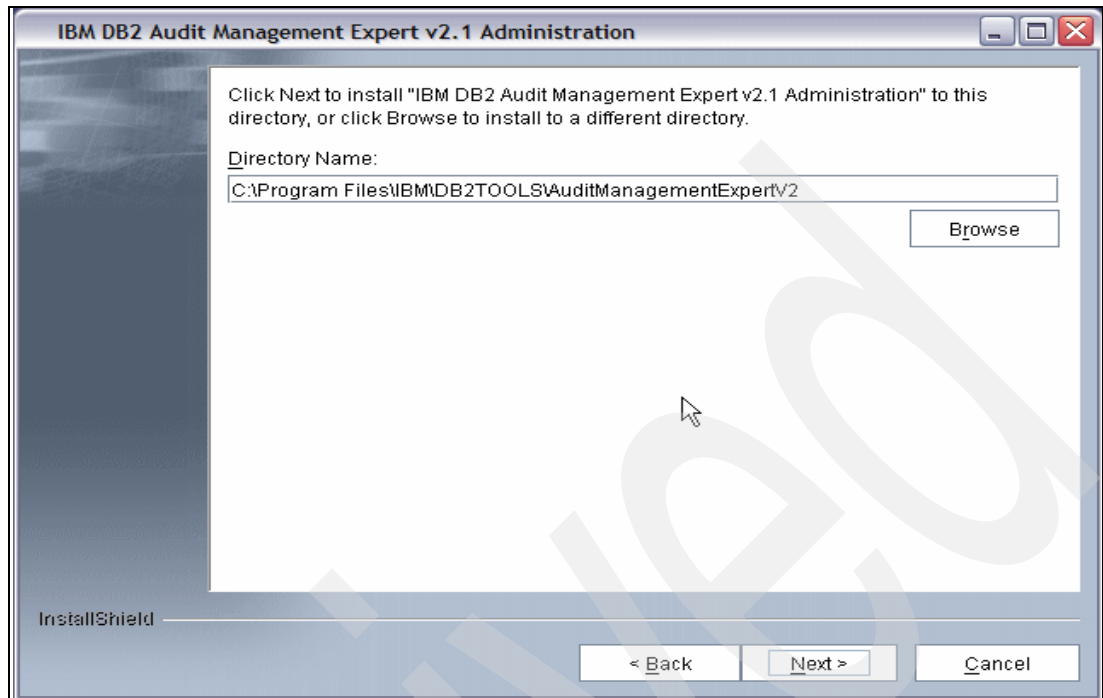 IBM DB2 Audit Management Expert v2.1 Administration
Click Next to install "IBM DB2 Audit Management Expert v2.1 Administration" to this
directory, or click Browse to install to a different directory.
Directory Name:
C:\Program Files\IBM\DB2TOOLS\AuditManagementExpertV2
Browse
InstallShield
< Back
Next >
Cancel